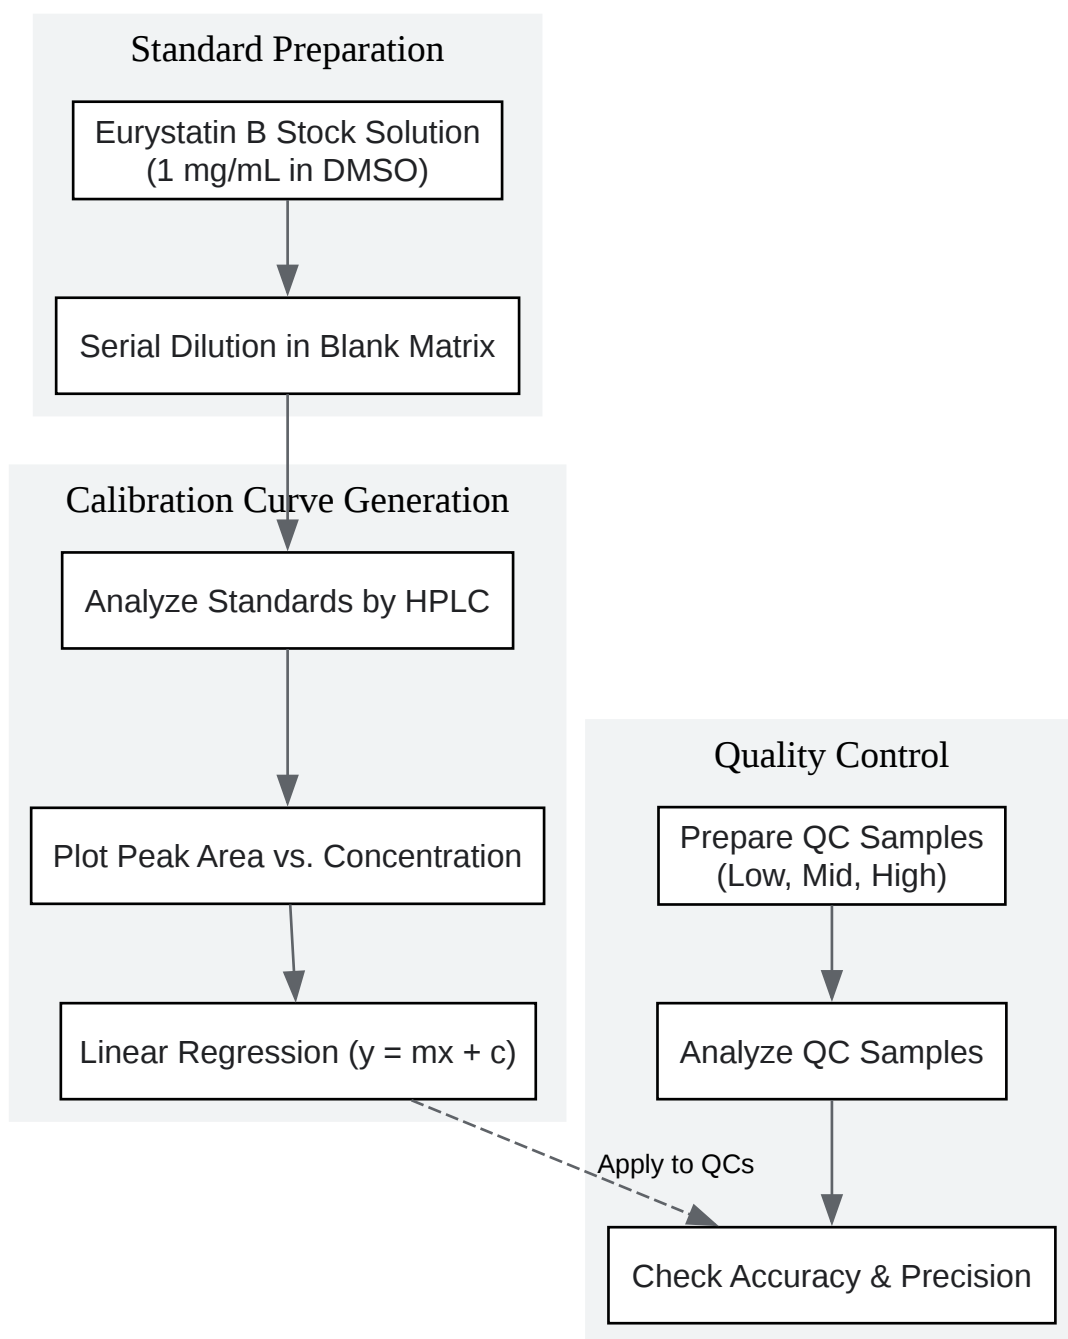 Standard Preparation
Eurystatin B Stock Solution
(1 mg/mL in DMSO)
Serial Dilution in Blank Matrix
Calibration Curve Generation
Analyze Standards by HPLC
Plot Peak Area vs. Concentration
Linear Regression (y = mx + c)
Quality Control
Prepare QC Samples
(Low, Mid, High)
Analyze QC Samples
Apply to QCs
Check Accuracy & Precision